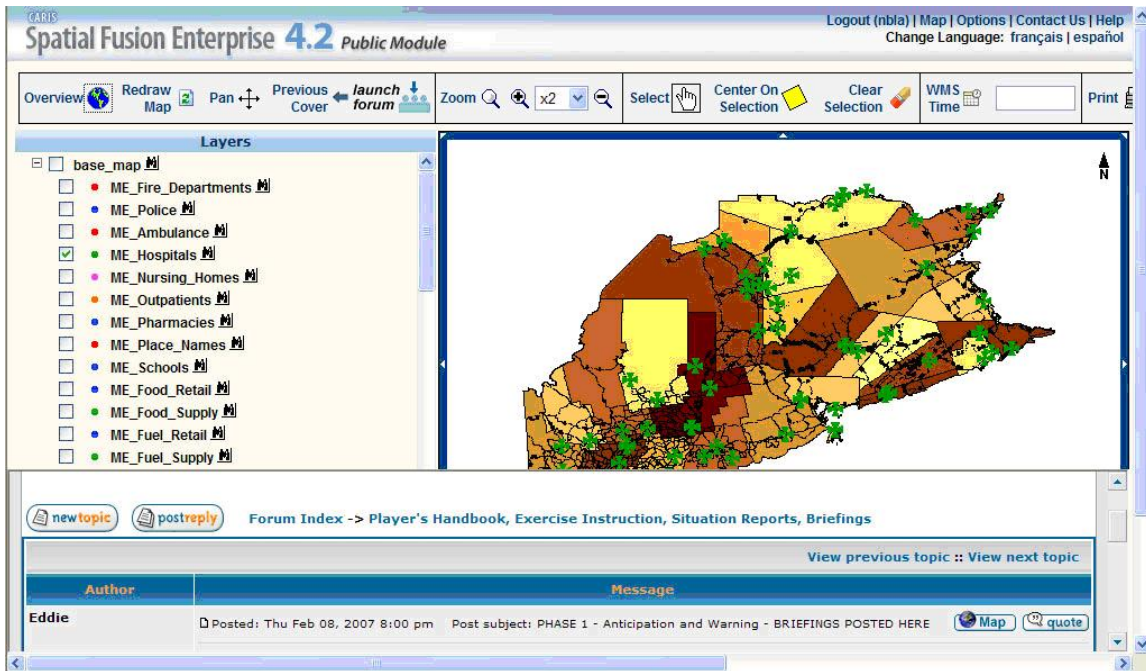 CARIS
Spatial Fusion Enterprise 4.2 Public Module
Logout (nbla) | Map | Options | Contact Us | Help
Change Language: français | español
Overview
Redraw Map
Pan
Previous Cover
launch forum
Zoom
x2
Select
Center On Selection
Clear Selection
WMS Time
Print
Layers
base_map
ME_Fire_Departments
ME_Police
ME_Ambulance
ME_Hospitals
ME_Nursing_Homes
ME_Outpatients
ME_Pharmacies
ME_Place_Names
ME_Schools
ME_Food_Retail
ME_Food_Supply
ME_Fuel_Retail
ME_Fuel_Supply
N
newtopic
postreply
Forum Index -> Player's Handbook, Exercise Instruction, Situation Reports, Briefings
View previous topic :: View next topic
Author
Message
Eddie
Posted: Thu Feb 08, 2007 8:00 pm Post subject: PHASE 1 - Anticipation and Warning - BRIEFINGS POSTED HERE
Map
quote